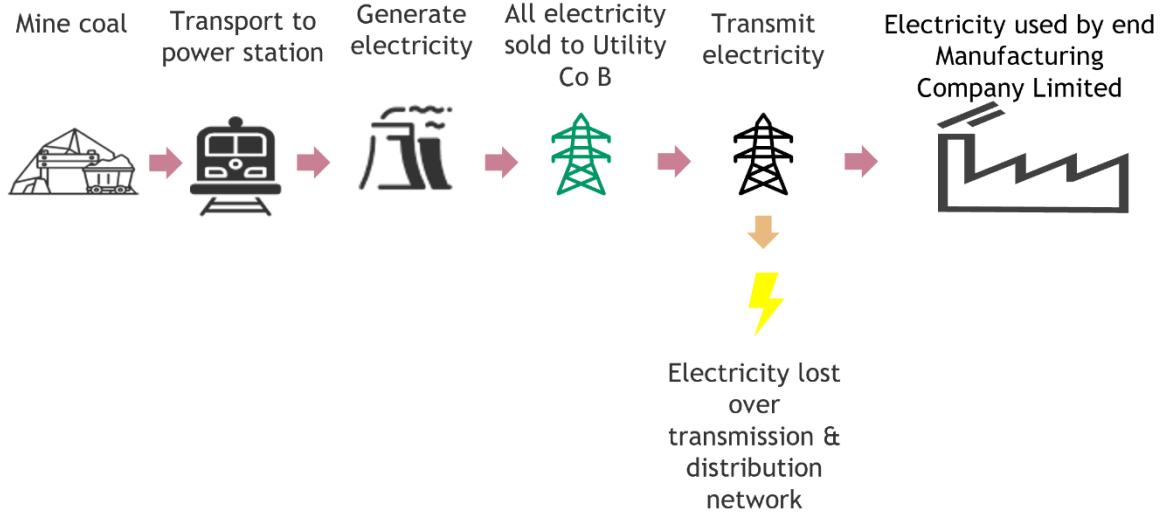 Mine coal
Transport to
power station
Generate
electricity
All electricity
sold to Utility
Co B
Transmit
electricity
Electricity used by end
Manufacturing
Company Limited
Electricity lost
over
transmission &
distribution
network